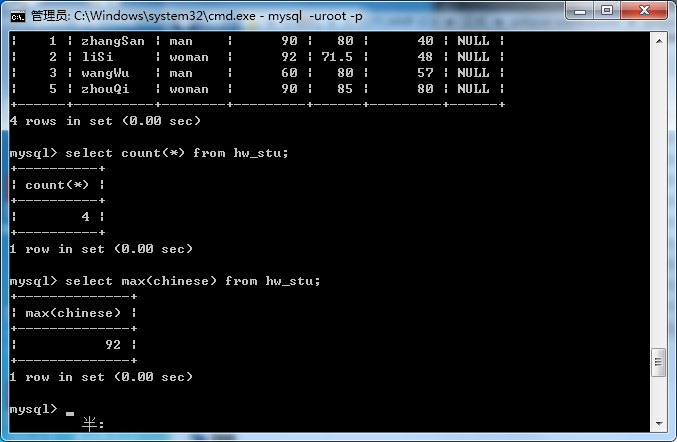 管理员: C:\Windows\system32\cmd.exe - mysql  -uroot -p
|    1 | zhangSan | man      |      90 |   80 |      40 | NULL |
|    2 | liSi     | woman    |      92 | 71.5 |      48 | NULL |
|    3 | wangWu   | man      |      60 |   80 |      57 | NULL |
|    5 | zhouQi   | woman    |      90 |   85 |      80 | NULL |
+------+----------+----------+---------+------+---------+------+
4 rows in set (0.00 sec)
mysql> select count(*) from hw_stu;
+----------+
| count(*) |
+----------+
|        4 |
+----------+
1 row in set (0.00 sec)
mysql> select max(chinese) from hw_stu;
+--------------+
| max(chinese) |
+--------------+
|           92 |
+--------------+
1 row in set (0.00 sec)
mysql> _
半: